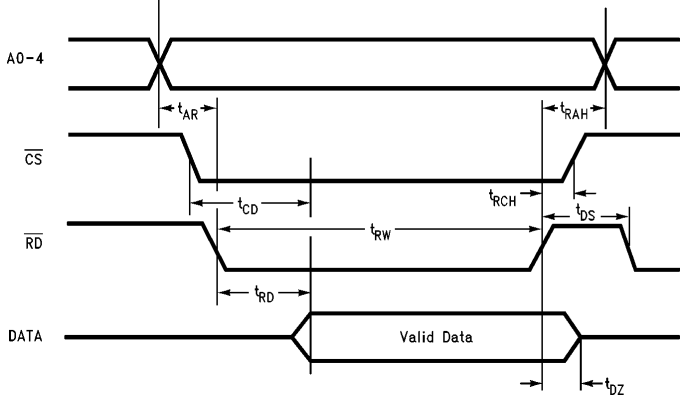 A0-4
tAR
tRAH
CS
tCD
tRCH
tDS
RD
tRW
tRD
DATA
Valid Data
tDZ